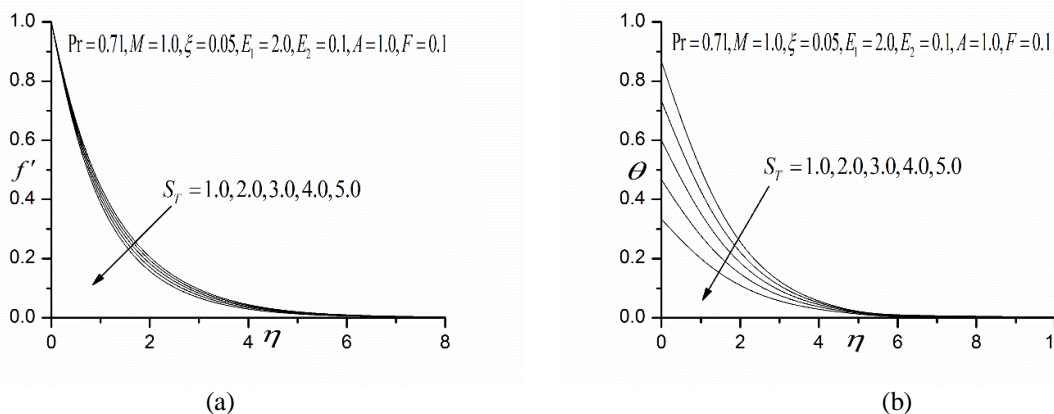 1.0
Pr = 0.71, M = 1.0, ξ = 0.05, E₁ = 2.0, E₂ = 0.1, A = 1.0, F = 0.1
0.8
0.6
f'
0.4
S_T = 1.0, 2.0, 3.0, 4.0, 5.0
0.2
0.0
0 2 η 4 6 8
(a)
1.0
Pr = 0.71, M = 1.0, ξ = 0.05, E₁ = 2.0, E₂ = 0.1, A = 1.0, F = 0.1
0.8
0.6
θ
0.4
S_T = 1.0, 2.0, 3.0, 4.0, 5.0
0.2
0.0
0 2 4 η 6 8
(b)